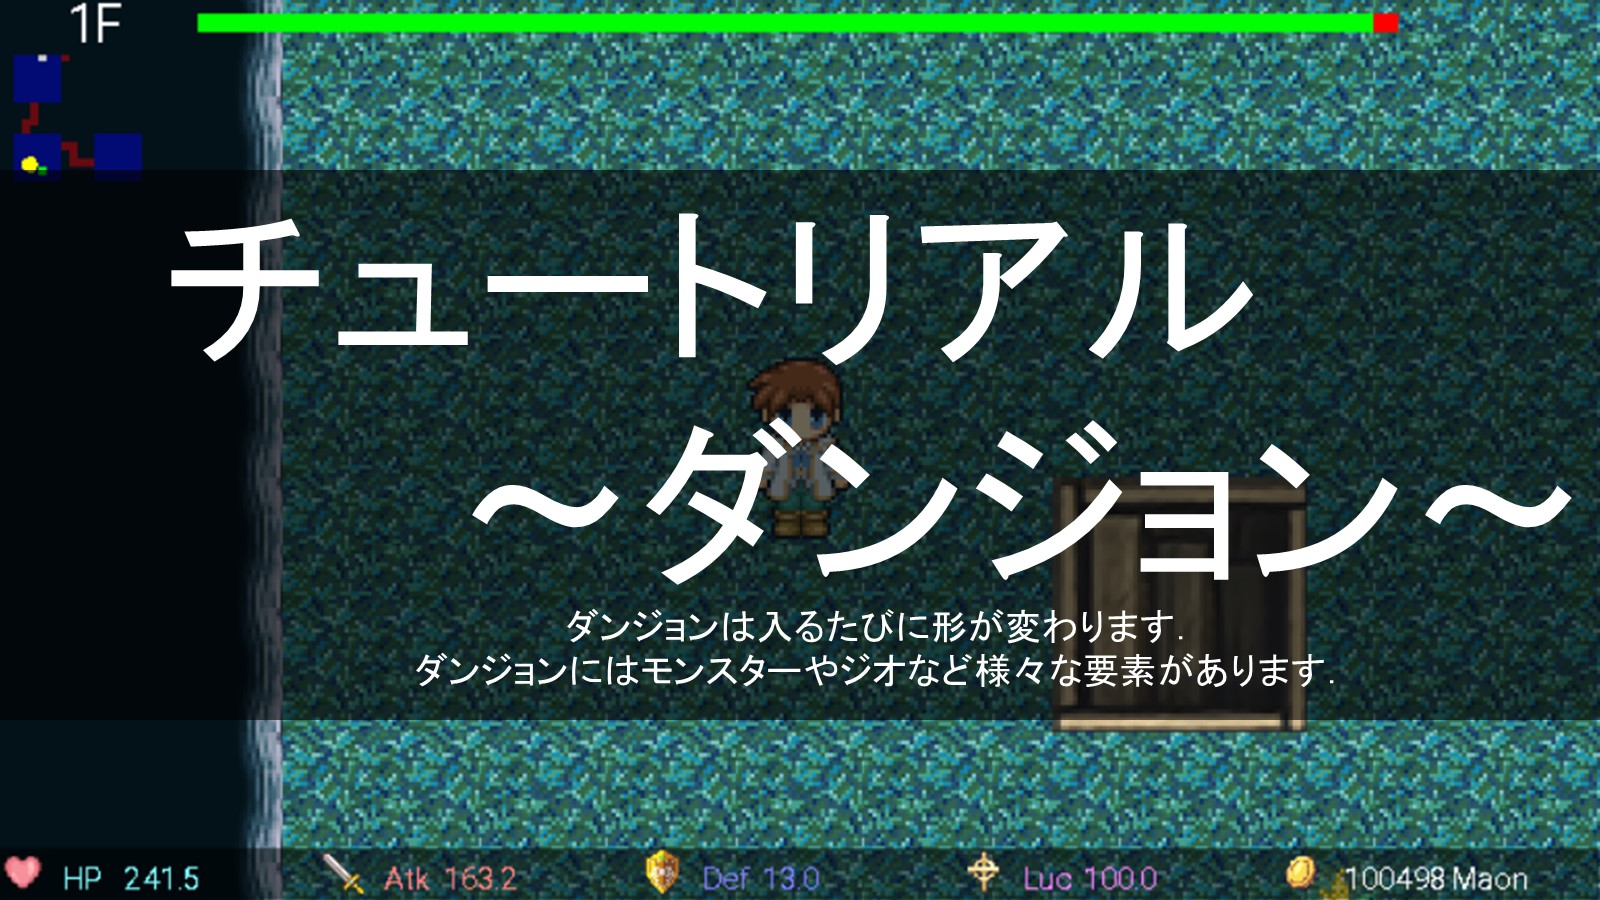 1F
チュートリアル
～ダンジョン～
ダンジョンは入るたびに形が変わります.
ダンジョンにはモンスターやジオなど様々な要素があります.
HP 241.5 Atk 163.2 Def 13.0 Luc 100.0 100498 Maon